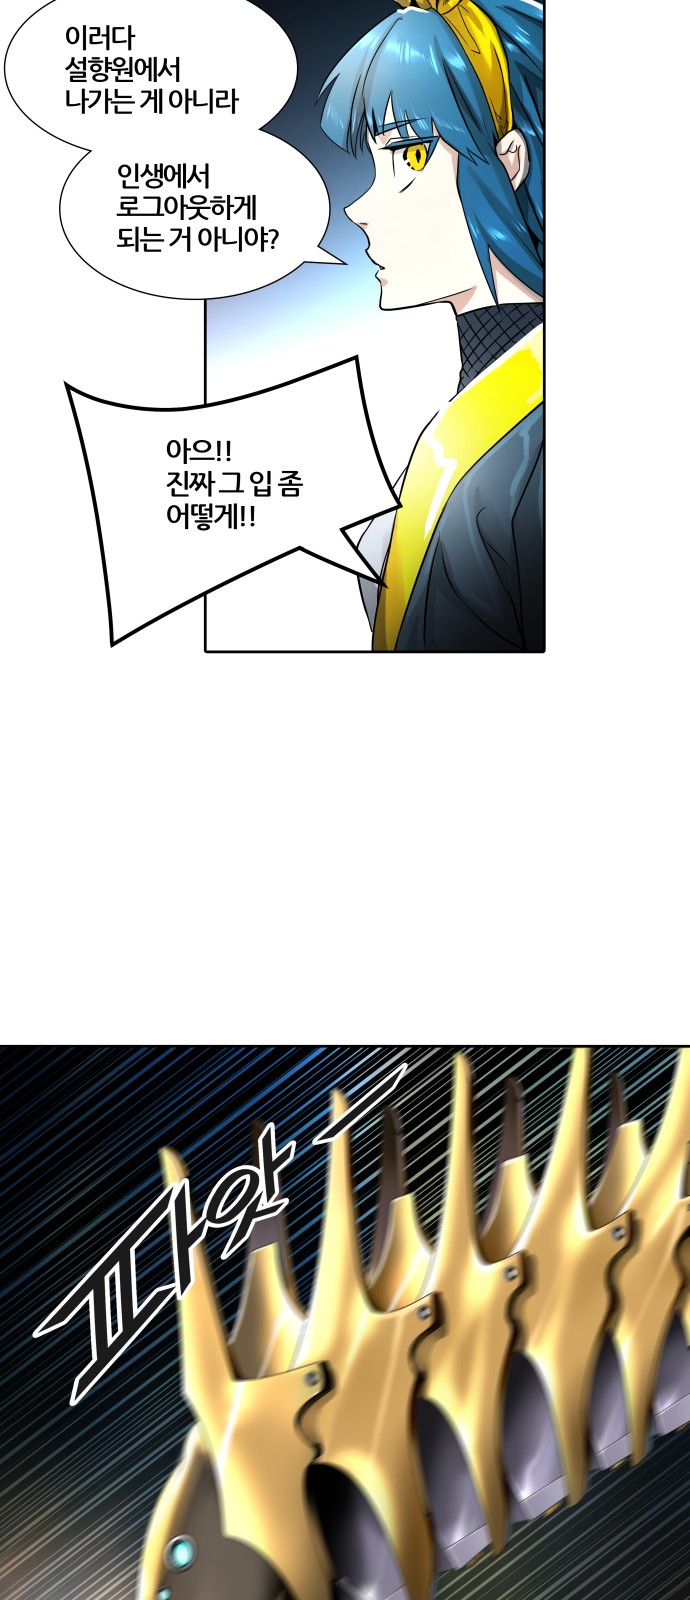 이러다
설향원에서
나가는 게 아니라
인생에서
로그아웃하게
되는 거 아니야?
아으!!
진짜 그 입 좀
어떻게!!
파앗